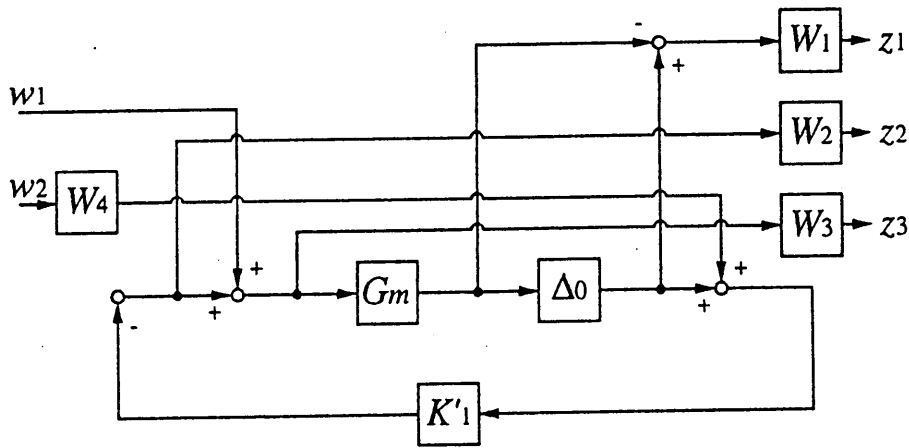 -
W1
z1
+
w1
W2
z2
w2
W4
W3
z3
+
+
Gm
Δ0
+
+
-
K'1